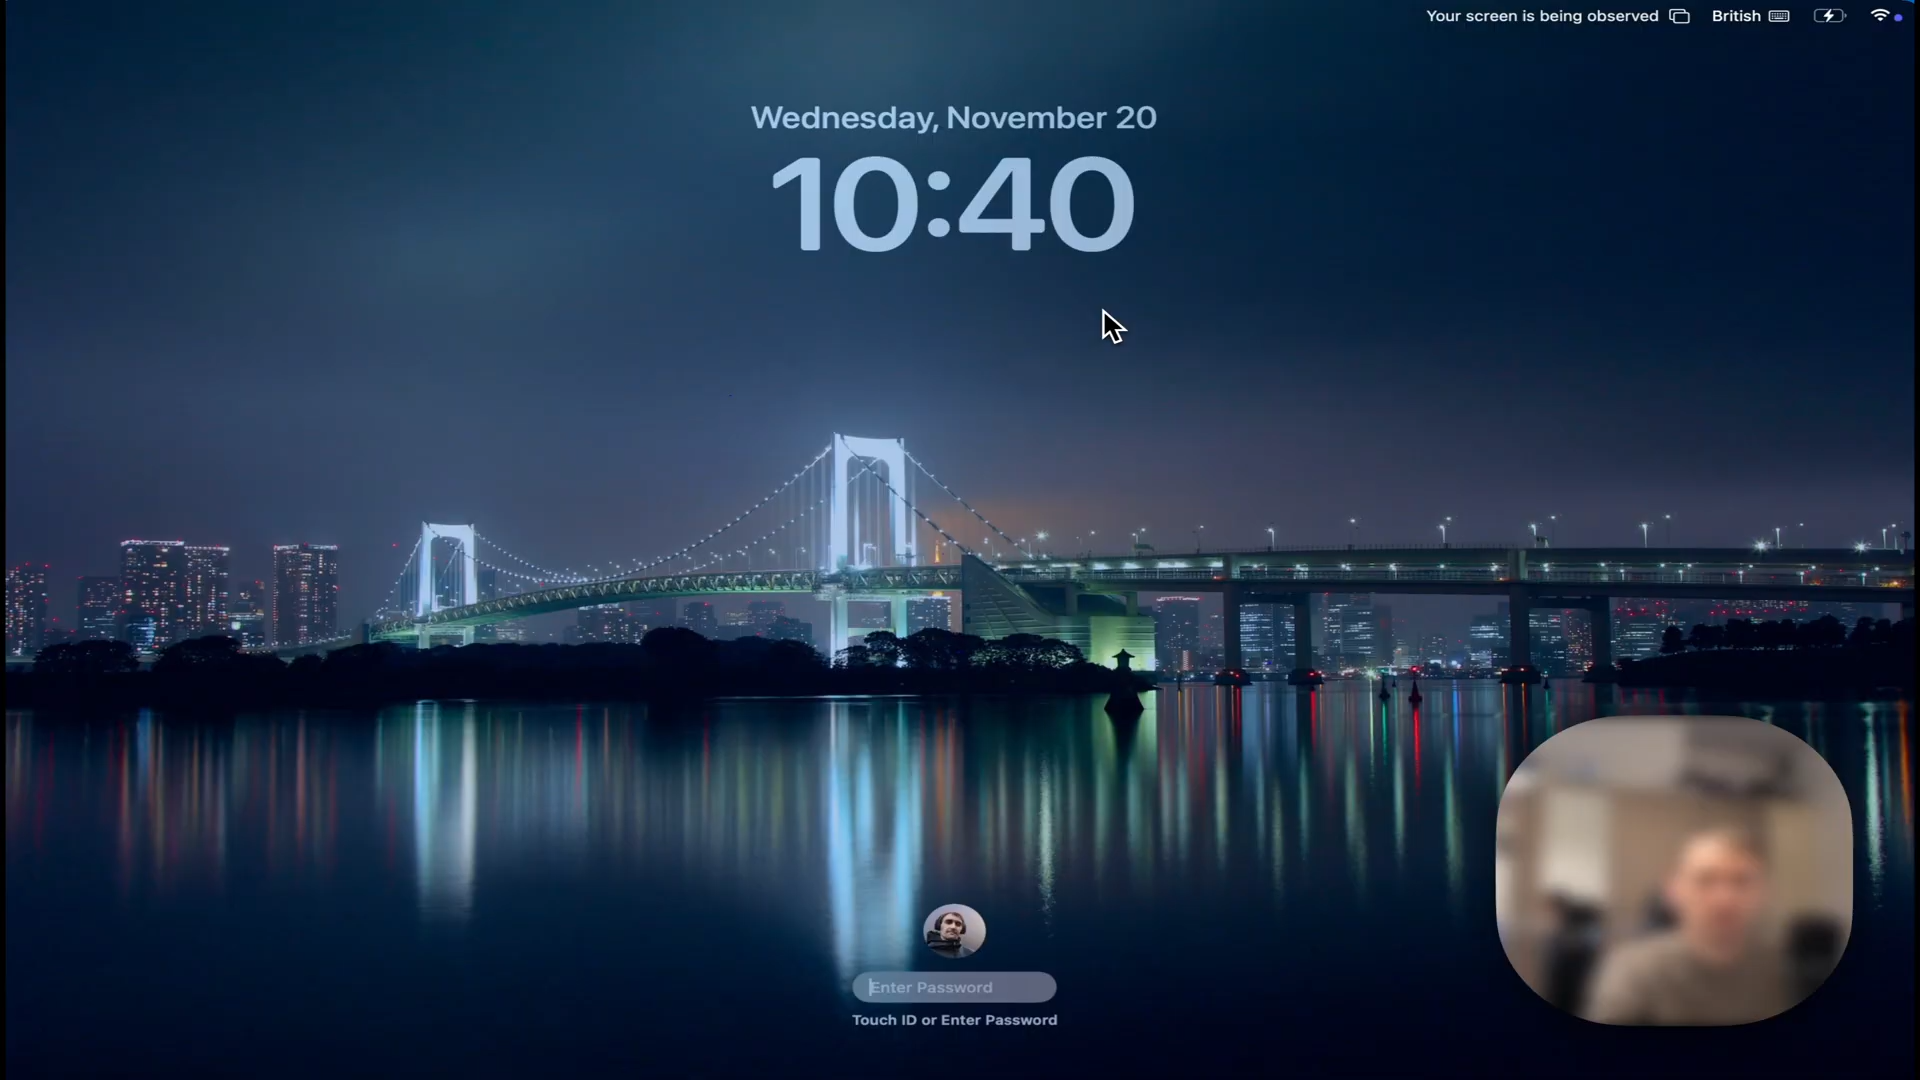 Your screen is being observed British
Wednesday, November 20
10:40
Enter Password
Touch ID or Enter Password